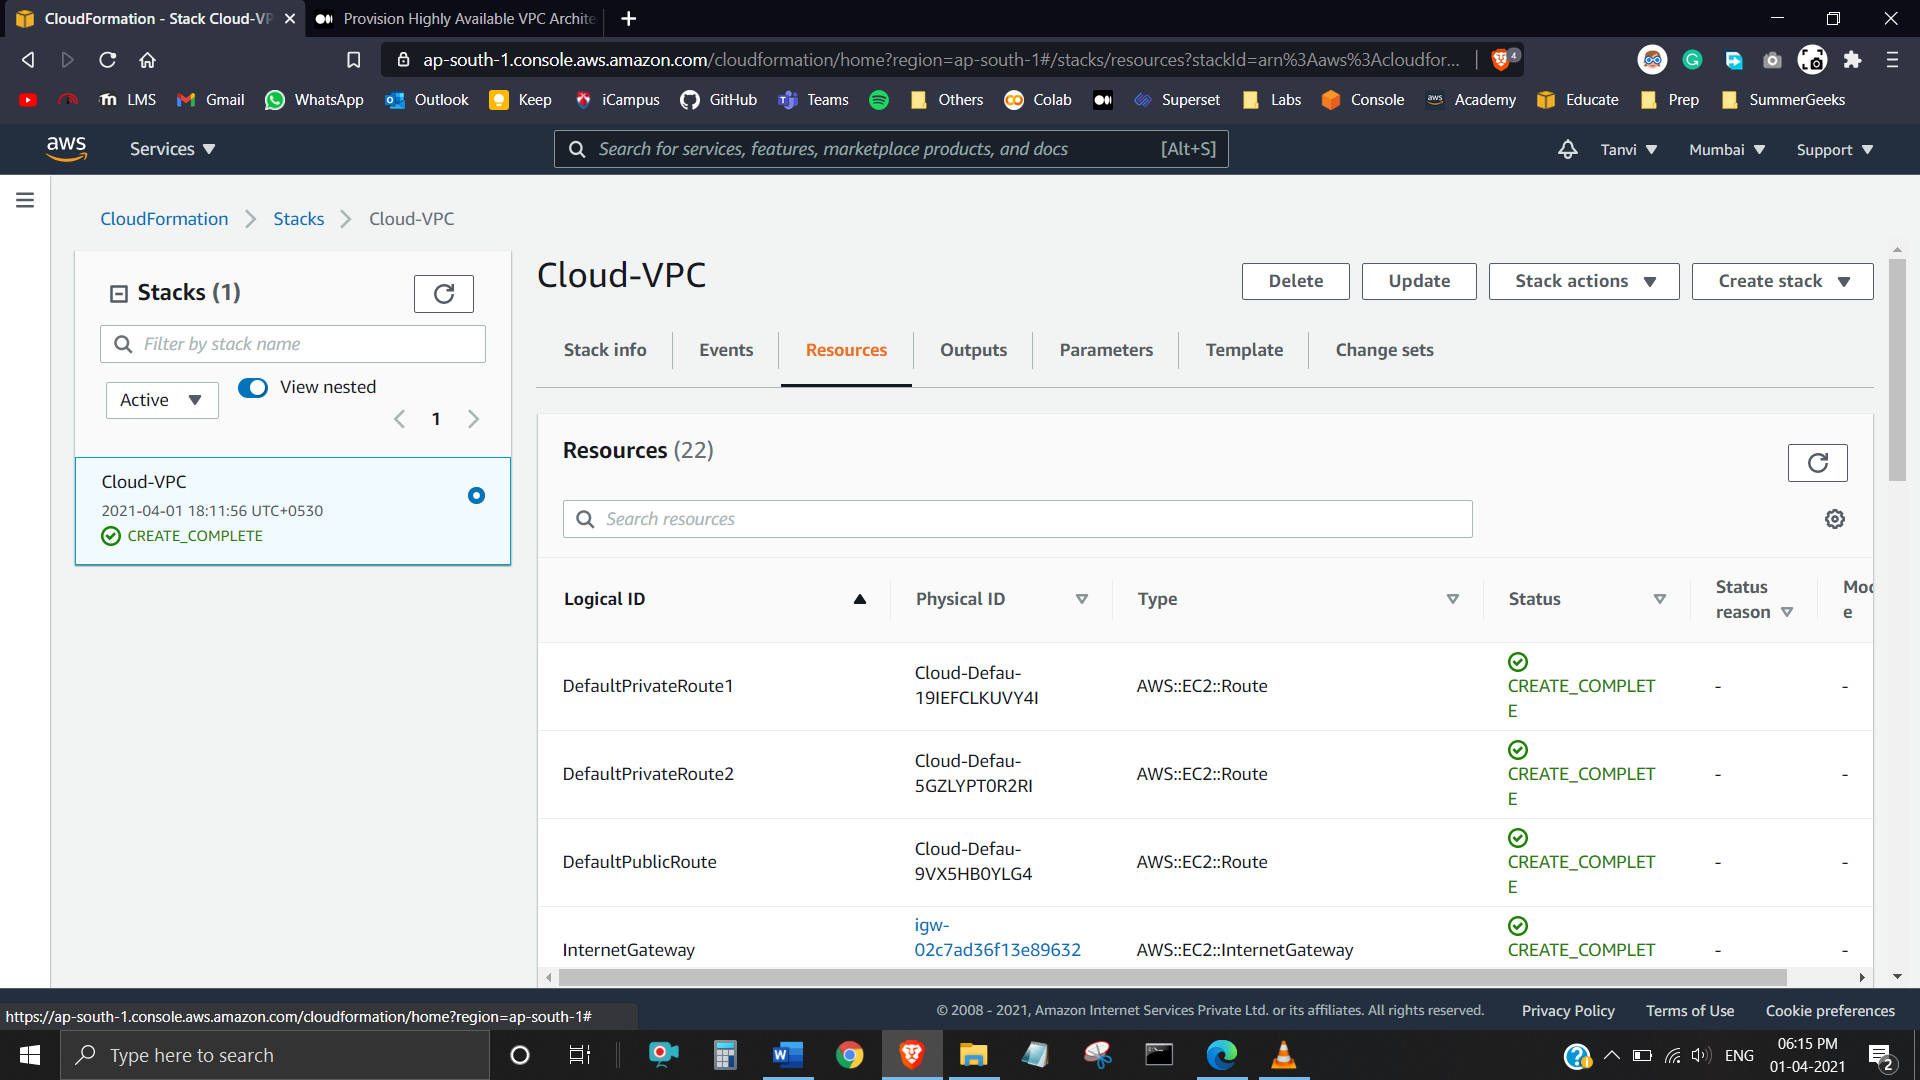 CloudFormation - Stack Cloud-VP
Provision Highly Available VPC Archite
ap-south-1.console.aws.amazon.com/cloudformation/home?region=ap-south-1#/stacks/resources?stackId=arn%3Aaws%3Acloudfor...
4
LMS
Gmail
WhatsApp
Outlook
Keep
iCampus
GitHub
Teams
Others
Colab
Superset
Labs
Console
aws
Academy
Educate
Prep
SummerGeeks
aws
Services
Search for services, features, marketplace products, and docs
[Alt+S]
Tanvi
Mumbai
Support
CloudFormation
Stacks
Cloud-VPC
Stacks (1)
Filter by stack name
Active
View nested
1
Cloud-VPC
2021-04-01 18:11:56 UTC+0530
CREATE_COMPLETE
Cloud-VPC
Delete
Update
Stack actions
Create stack
Stack info
Events
Resources
Outputs
Parameters
Template
Change sets
Resources (22)
Search resources
Logical ID
Physical ID
Type
Status
Status
reason
Moc
e
DefaultPrivateRoute1
Cloud-Defau-
19IEFCLKUVY4I
AWS::EC2::Route
CREATE_COMPLET
E
-
-
DefaultPrivateRoute2
Cloud-Defau-
5GZLYPT0R2RI
AWS::EC2::Route
CREATE_COMPLET
E
-
-
DefaultPublicRoute
Cloud-Defau-
9VX5HB0YLG4
AWS::EC2::Route
CREATE_COMPLET
E
-
-
InternetGateway
igw-
02c7ad36f13e89632
AWS::EC2::InternetGateway
CREATE_COMPLET
-
-
https://ap-south-1.console.aws.amazon.com/cloudformation/home?region=ap-south-1#
© 2008 - 2021, Amazon Internet Services Private Ltd. or its affiliates. All rights reserved.
Privacy Policy
Terms of Use
Cookie preferences
Type here to search
ENG
06:15 PM
01-04-2021
2